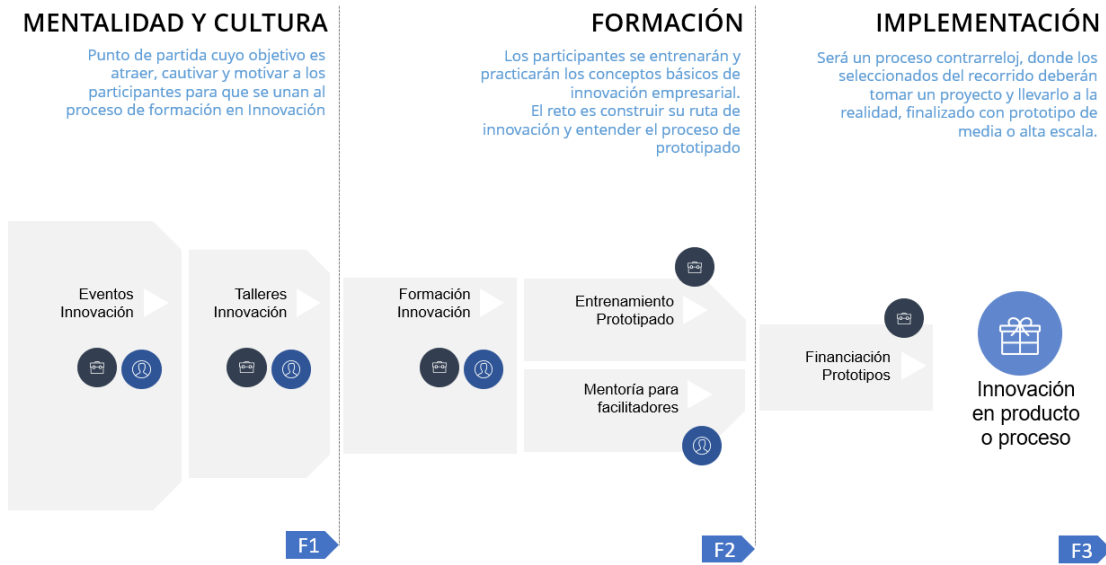 MENTALIDAD Y CULTURA
Punto de partida cuyo objetivo es
atraer, cautivar y motivar a los
participantes para que se unan al
proceso de formación en Innovación
Eventos
Innovación
Talleres
Innovación
F1
FORMACIÓN
Los participantes se entrenarán y
practicarán los conceptos básicos de
innovación empresarial.
El reto es construir su ruta de
innovación y entender el proceso de
prototipado
Formación
Innovación
Entrenamiento
Prototipado
Mentoría para
facilitadores
F2
IMPLEMENTACIÓN
Será un proceso contrarreloj, donde los
seleccionados del recorrido deberán
tomar un proyecto y llevarlo a la
realidad, finalizado con prototipo de
media o alta escala.
Financiación
Prototipos
Innovación
en producto
o proceso
F3